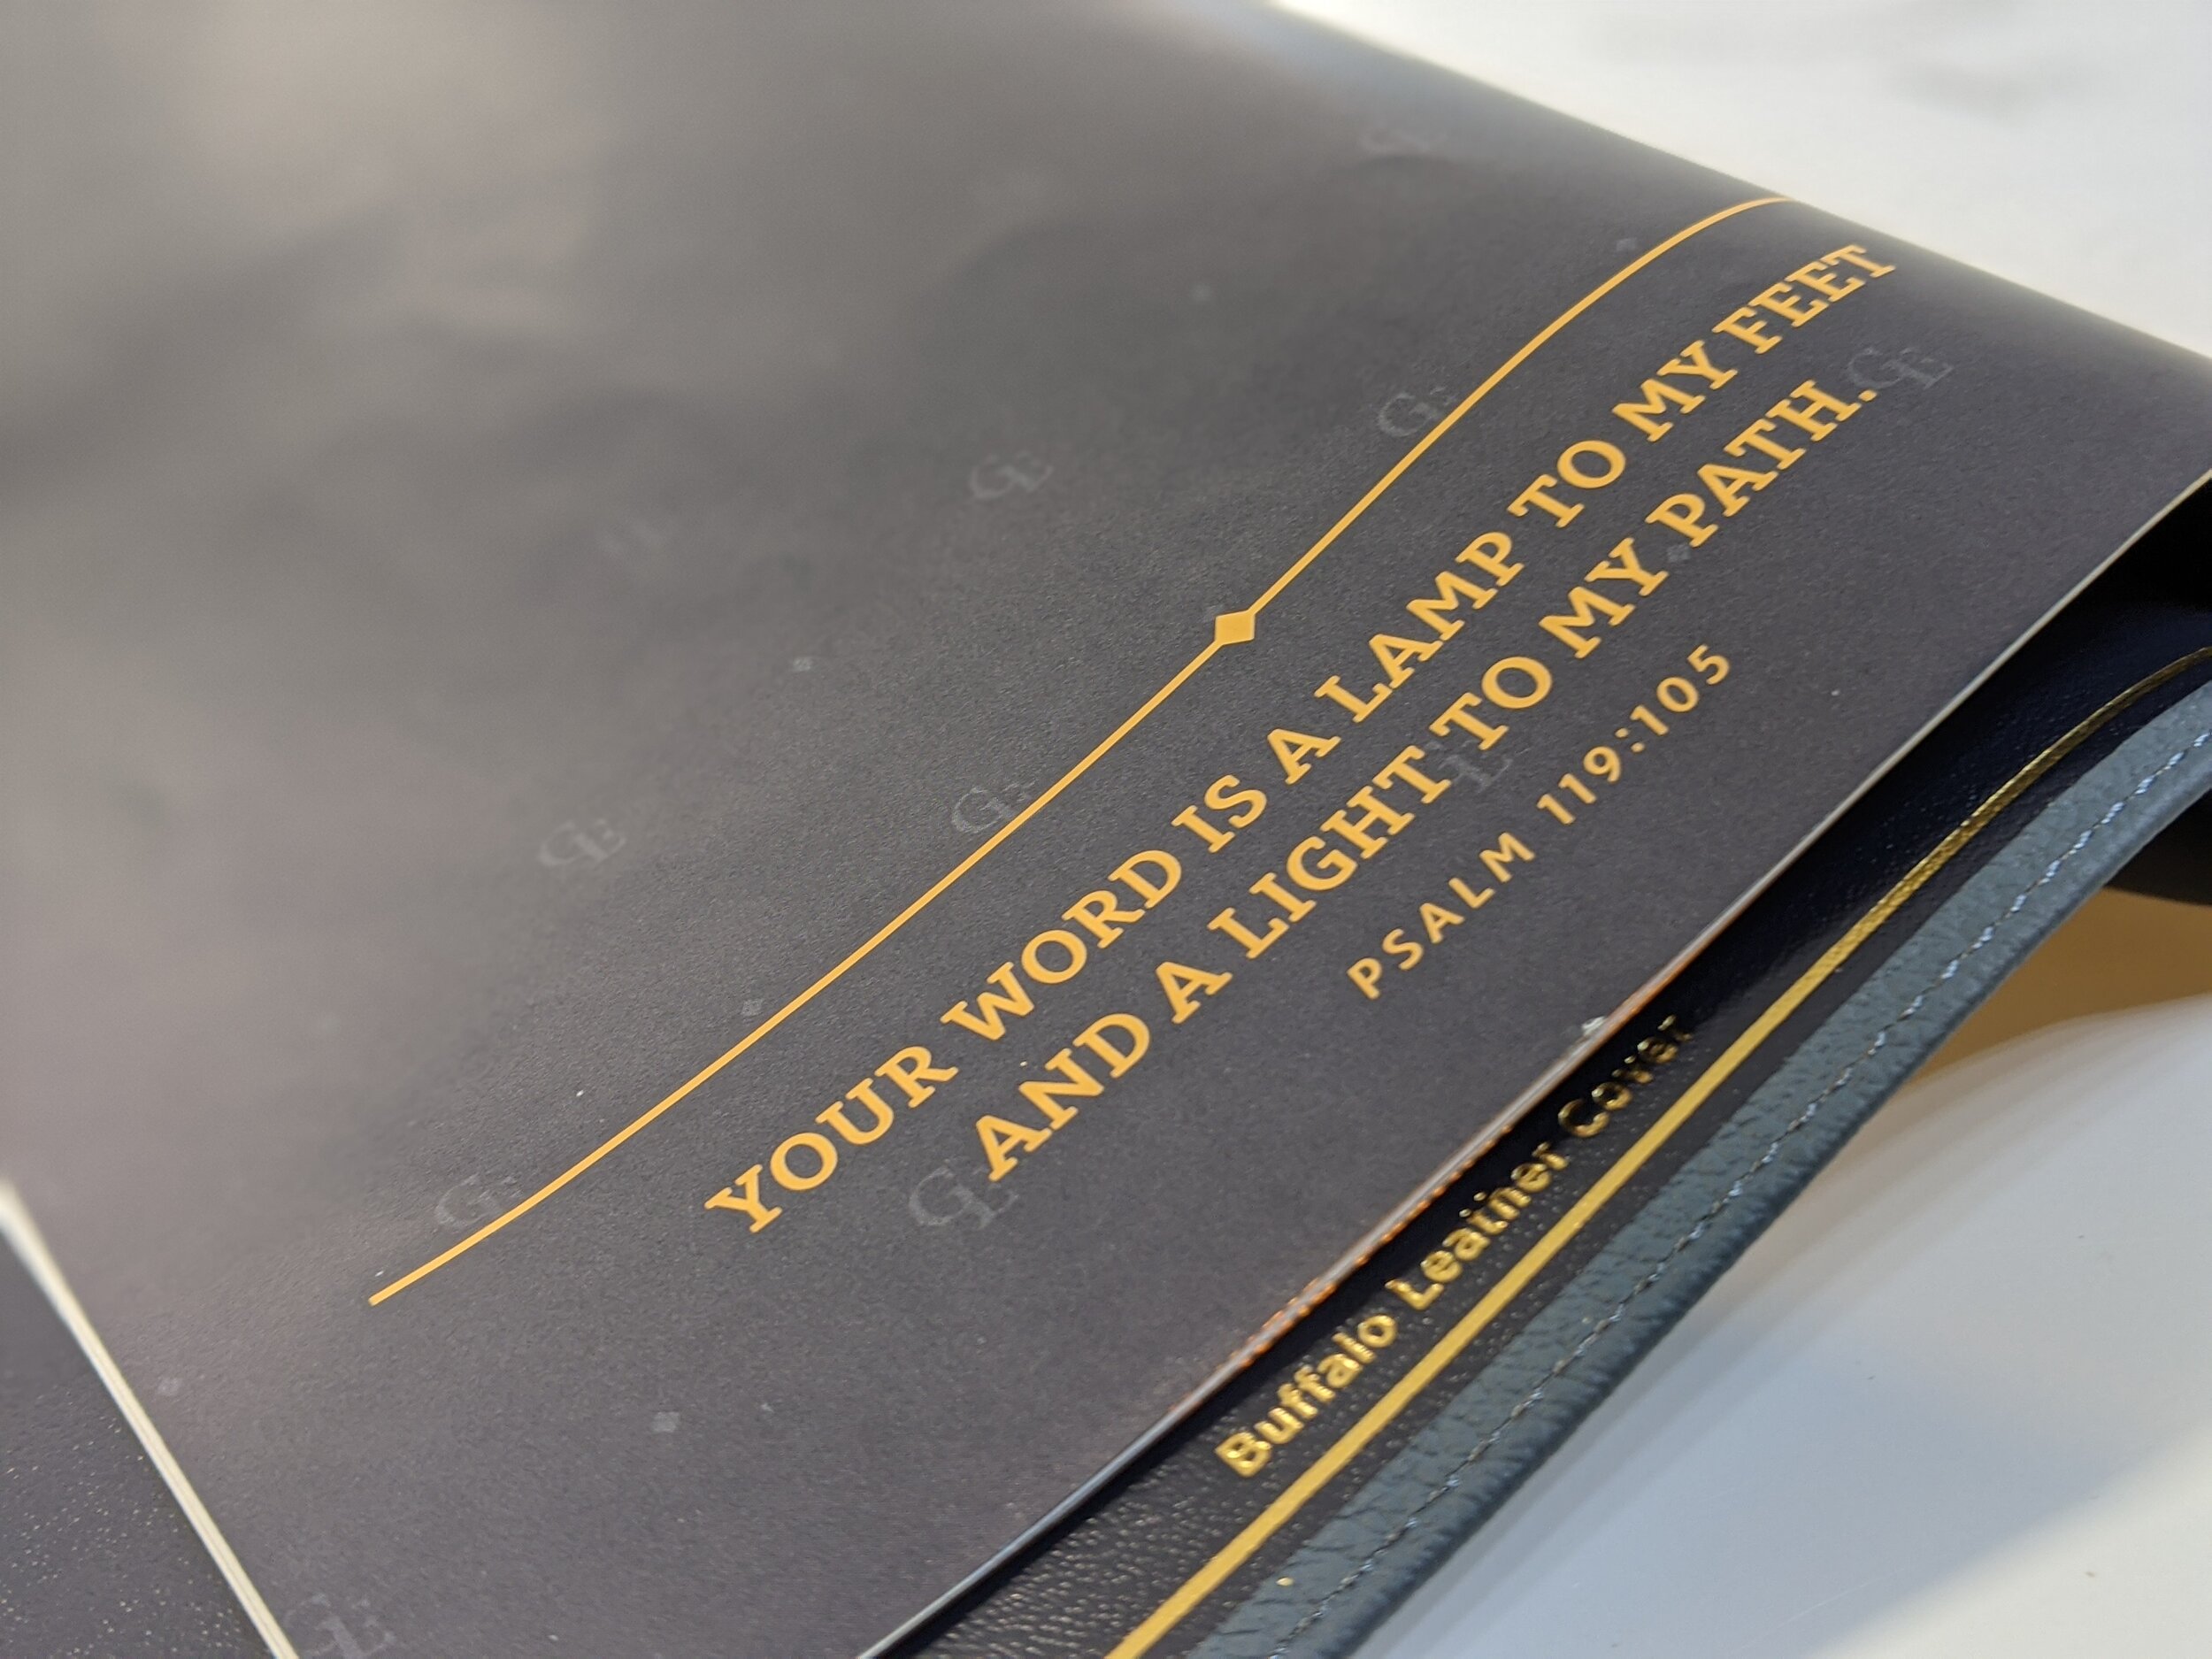 YOUR WORD IS A LAMP TO MY FEET
AND A LIGHT TO MY PATH.
PSALM 119:105
Buffalo Leather Cover